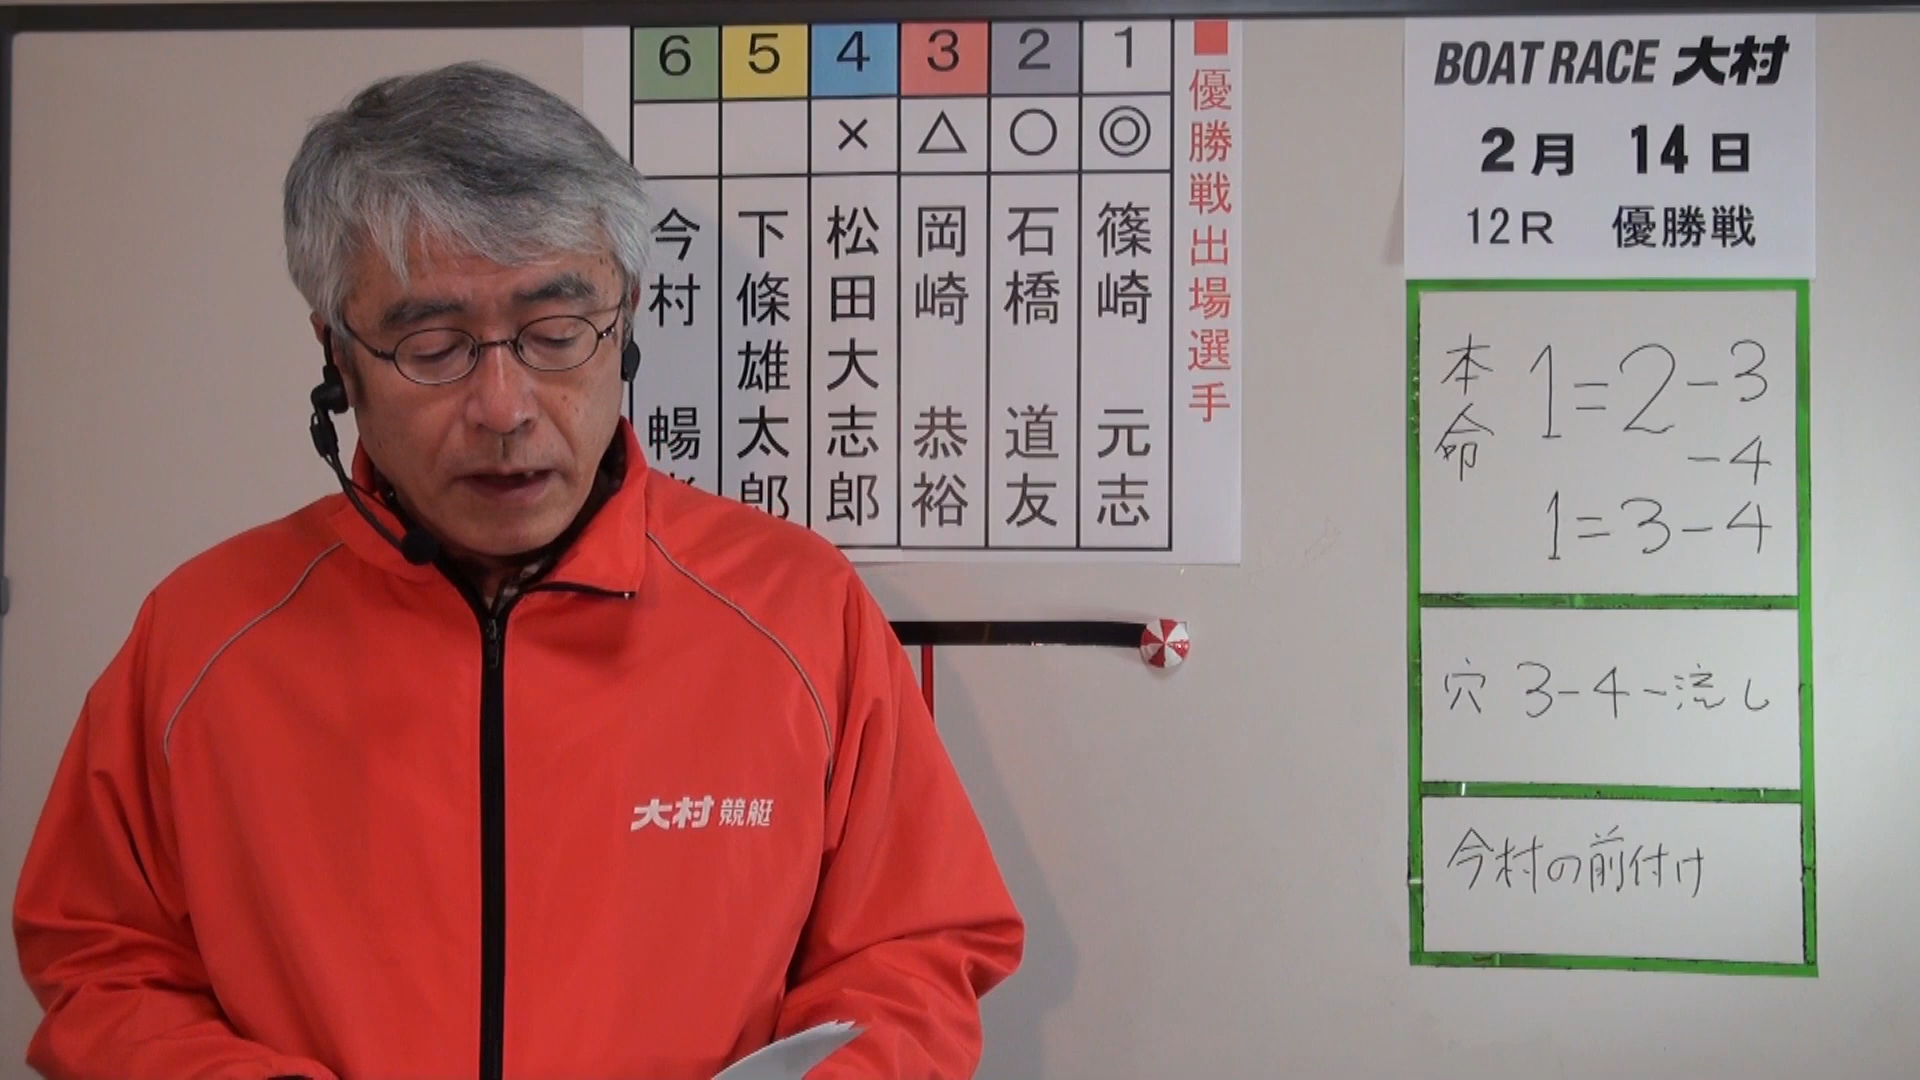 ■優勝戦出場選手
1 ◎ 篠崎 元志
2 ○ 石橋 道友
3 △ 岡崎 恭裕
4 × 松田大志郎
5 下條雄太郎
6 今村 暢
BOAT RACE 大村
2月 14日
12R 優勝戦
本命 1=2-3
-4
1=3-4
穴 3-4-流し
今村の前付け
大村競艇